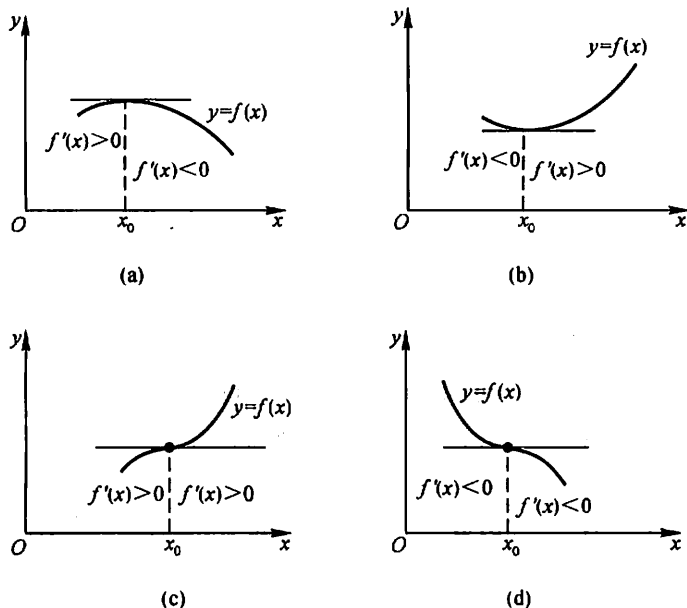 y
y=f(x)
f'(x)>0
f'(x)<0
O
x₀
x
(a)
y
y=f(x)
f'(x)<0
f'(x)>0
O
x₀
x
(b)
y
y=f(x)
f'(x)>0
f'(x)>0
O
x₀
x
(c)
y
y=f(x)
f'(x)<0
f'(x)<0
O
x₀
x
(d)